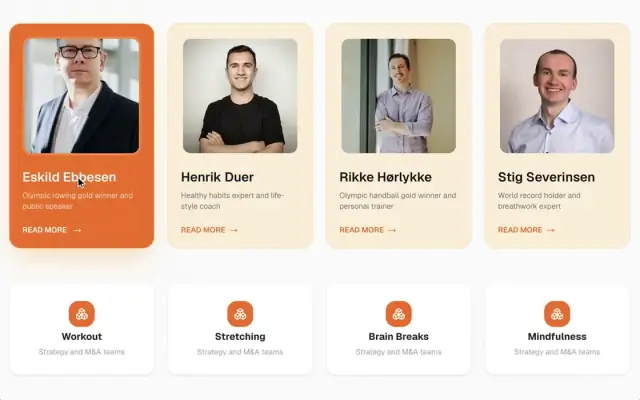 Eskild Ebbesen
Olympic rowing gold winner and
public speaker
READ MORE →
Henrik Duer
Healthy habits expert and life-
style coach
READ MORE →
Rikke Hørlykke
Olympic handball gold winner and
personal trainer
READ MORE →
Stig Severinsen
World record holder and
breathwork expert
READ MORE →
Workout
Strategy and M&A teams
Stretching
Strategy and M&A teams
Brain Breaks
Strategy and M&A teams
Mindfulness
Strategy and M&A teams